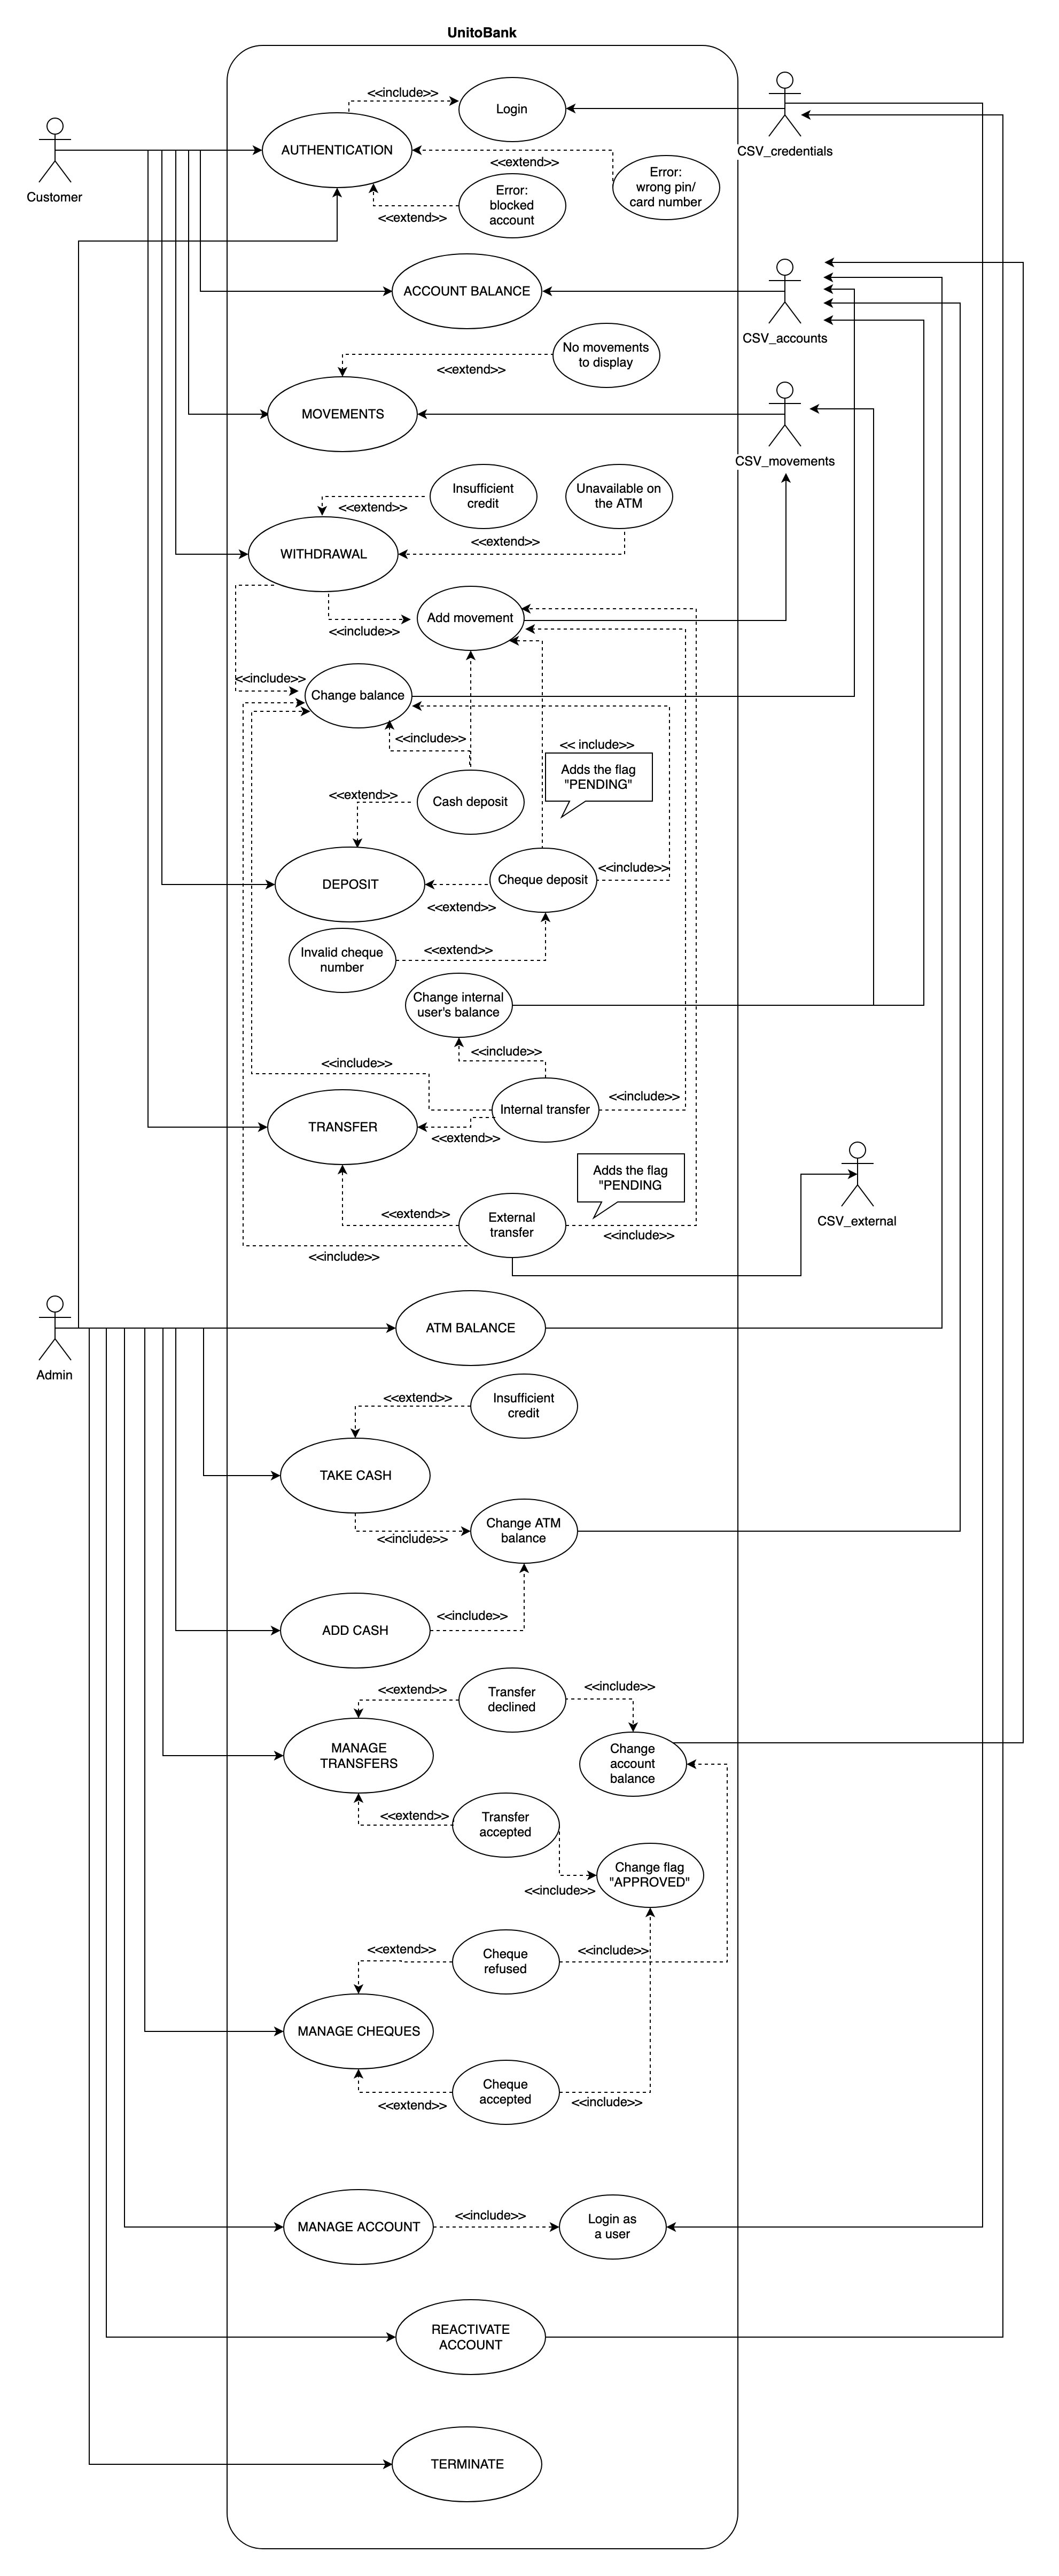 UnitoBank
<<include>>
Login
CSV_credentials
Customer
AUTHENTICATION
<<extend>>
Error:
wrong pin/
card number
Error:
blocked
account
<<extend>>
ACCOUNT BALANCE
CSV_accounts
No movements
to display
<<extend>>
MOVEMENTS
CSV_movements
Insufficient
credit
<<extend>>
Unavailable on
the ATM
<<extend>>
WITHDRAWAL
Add movement
<<include>>
<<include>>
Change balance
<<include>>
<< include>>
Adds the flag
"PENDING"
<<extend>>
Cash deposit
<<include>>
DEPOSIT
Cheque deposit
<<extend>>
Invalid cheque
number
<<extend>>
Change internal
user's balance
<<include>>
<<include>>
Internal transfer
<<include>>
TRANSFER
<<extend>>
Adds the flag
"PENDING
<<extend>>
External
transfer
<<include>>
<<include>>
CSV_external
Admin
ATM BALANCE
<<extend>>
Insufficient
credit
TAKE CASH
<<include>>
Change ATM
balance
ADD CASH
<<include>>
<<extend>>
Transfer
declined
<<include>>
MANAGE
TRANSFERS
Change
account
balance
<<extend>>
Transfer
accepted
Change flag
"APPROVED"
<<include>>
<<extend>>
Cheque
refused
<<include>>
MANAGE CHEQUES
<<extend>>
Cheque
accepted
<<include>>
MANAGE ACCOUNT
<<include>>
Login as
a user
REACTIVATE
ACCOUNT
TERMINATE